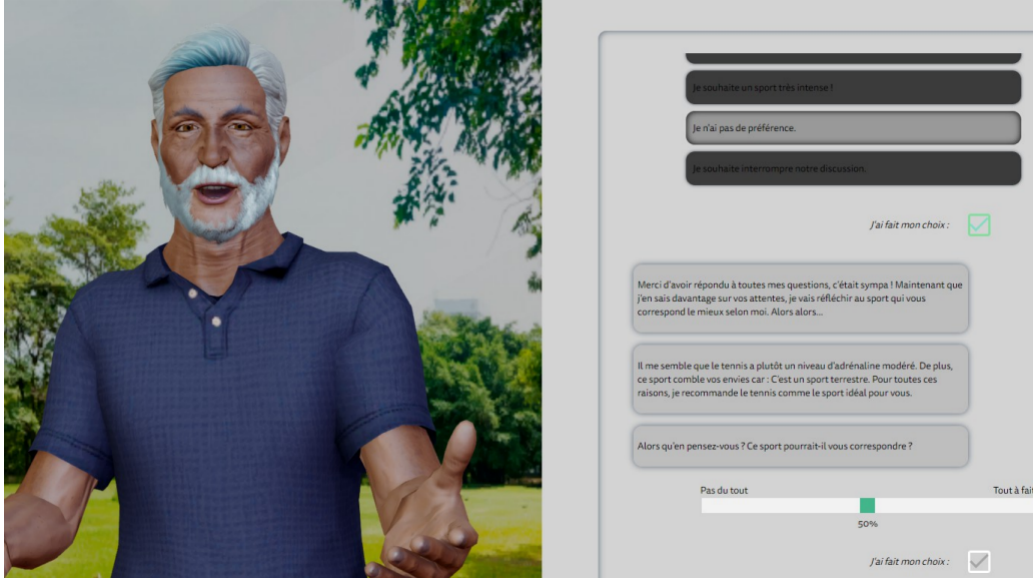 Je souhaite un sport très intense !
Je n'ai pas de préférence.
Je souhaite interrompre notre discussion.
J'ai fait mon choix :
Merci d'avoir répondu à toutes mes questions, c'était sympa ! Maintenant que
j'en sais davantage sur vos attentes, je vais réfléchir au sport qui vous
correspond le mieux selon moi. Alors alors...
Il me semble que le tennis a plutôt un niveau d'adrénaline modéré. De plus,
ce sport comble vos envies car : C'est un sport terrestre. Pour toutes ces
raisons, je recommande le tennis comme le sport idéal pour vous.
Alors qu'en pensez-vous ? Ce sport pourrait-il vous correspondre ?
Pas du tout
Tout à fait
50%
J'ai fait mon choix :